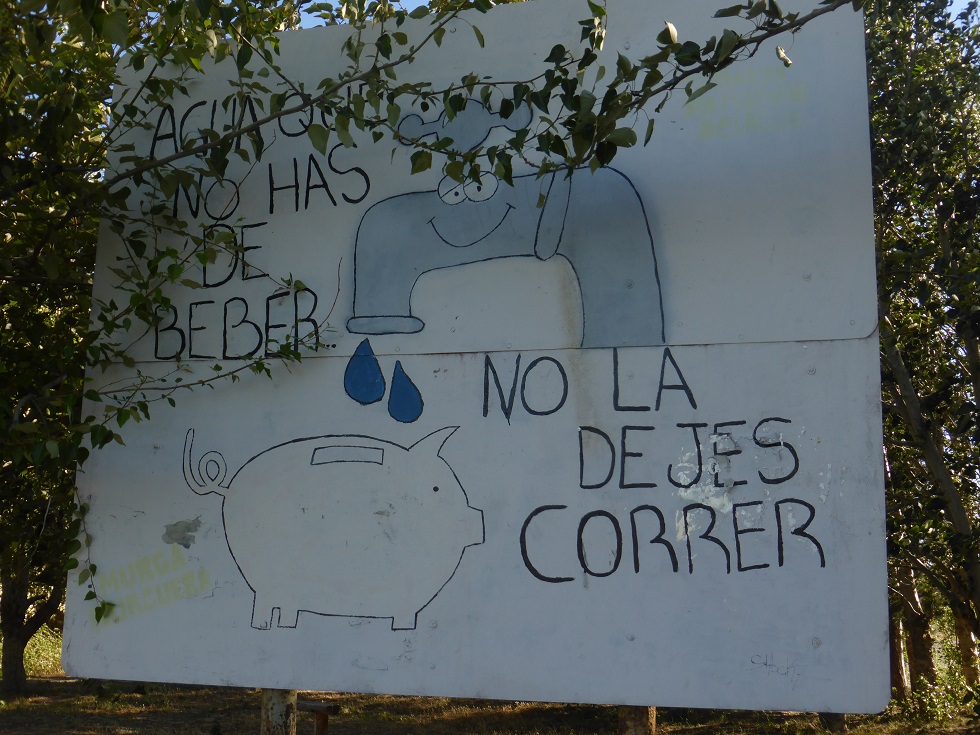 AGUA QUE
NO HAS
DE
BEBER...
NO LA
DEJES
CORRER